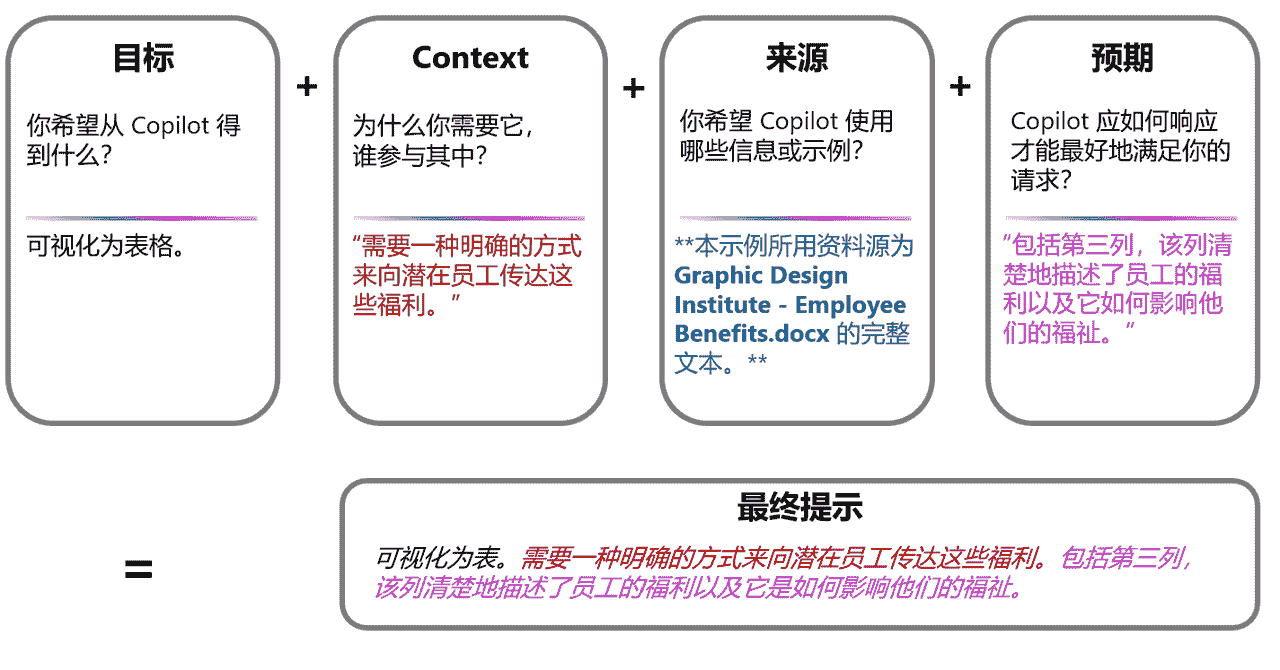 目标
你希望从 Copilot 得
到什么？
可视化为表格。
+
Context
为什么你需要它，
谁参与其中？
“需要一种明确的方式
来向潜在员工传达这
些福利。”
+
来源
你希望 Copilot 使用
哪些信息或示例？
**本示例所用资料源为
Graphic Design
Institute - Employee
Benefits.docx 的完整
文本。**
+
预期
Copilot 应如何响应
才能最好地满足你的
请求？
“包括第三列，该列清
楚地描述了员工的福
利以及它如何影响他
们的福祉。”
=
最终提示
可视化为表。需要一种明确的方式来向潜在员工传达这些福利。包括第三列，
该列清楚地描述了员工的福利以及它是如何影响他们的福祉。